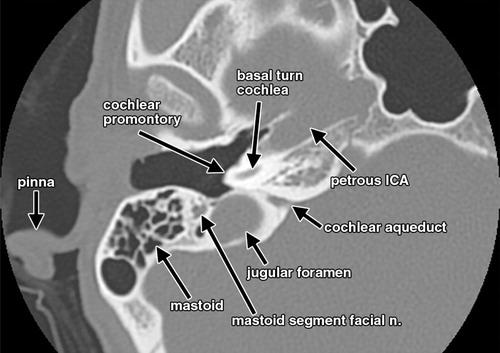 basal turn
cochlea
cochlear
promontory
pinna
petrous ICA
cochlear aqueduct
jugular foramen
mastoid
mastoid segment facial n.